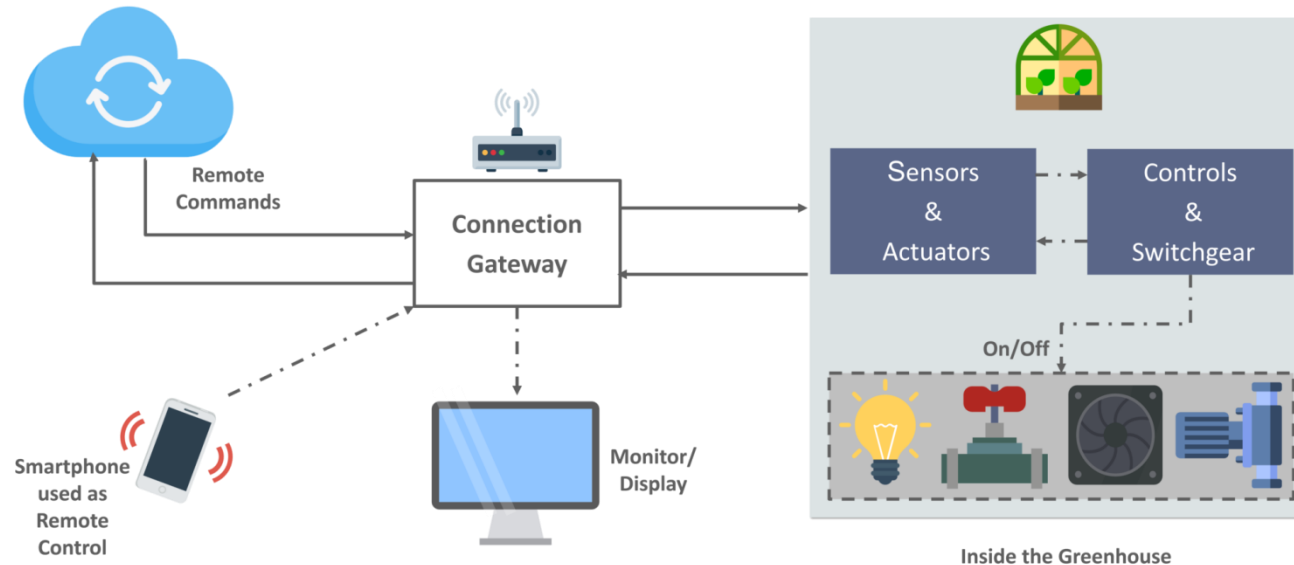 Remote
Commands
Connection
Gateway
Sensors
&
Actuators
Controls
&
Switchgear
On/Off
Smartphone
used as
Remote
Control
Monitor/
Display
Inside the Greenhouse